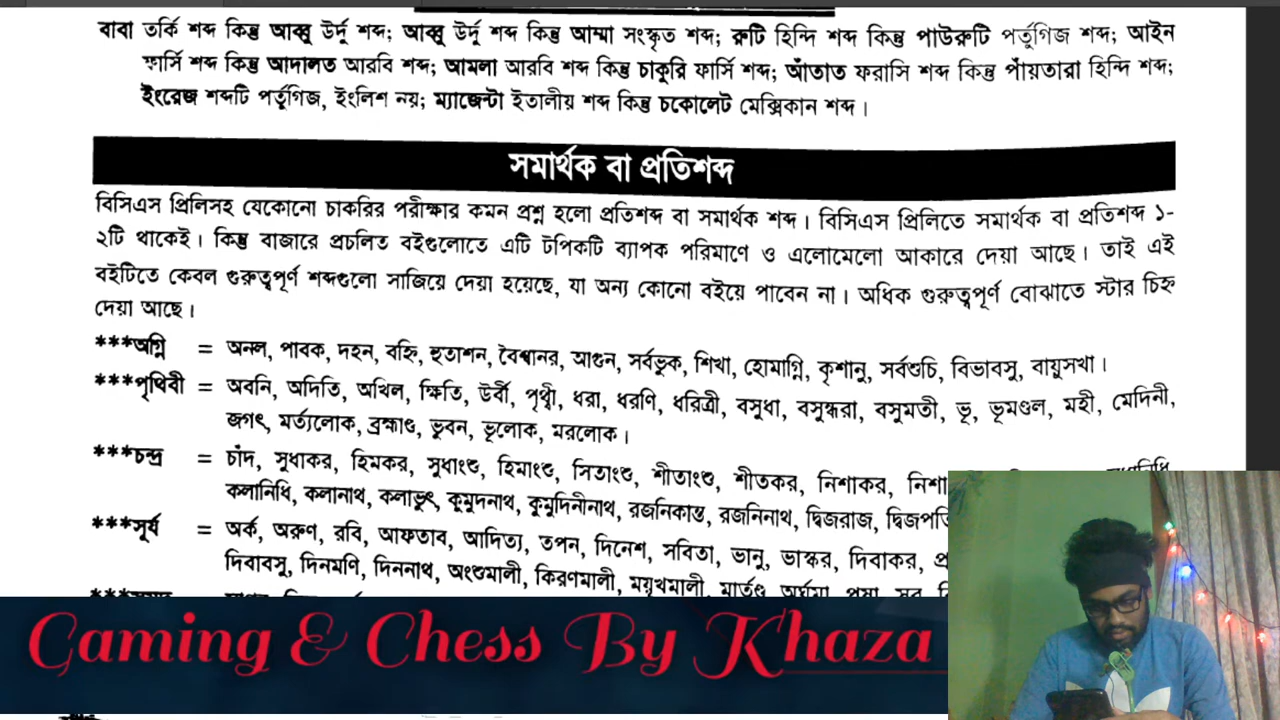 বাবা তর্কি শব্দ কিন্তু আব্বু উর্দু শব্দ; আব্বু উর্দু শব্দ কিন্তু আম্মা সংস্কৃত শব্দ; রুটি হিন্দি শব্দ কিন্তু পাউরুটি পর্তুগিজ শব্দ; আইন
ফার্সি শব্দ কিন্তু আদালত আরবি শব্দ; আমলা আরবি শব্দ কিন্তু চাকুরি ফার্সি শব্দ; আঁতাত ফরাসি শব্দ কিন্তু পাঁয়তারা হিন্দি শব্দ;
ইংরেজ শব্দটি পর্তুগিজ, ইংলিশ নয়; ম্যাজেন্টা ইতালীয় শব্দ কিন্তু চকোলেট মেক্সিকান শব্দ।
সমার্থক বা প্রতিশব্দ
বিসিএস প্রিলিসহ যেকোনো চাকরির পরীক্ষার কমন প্রশ্ন হলো প্রতিশব্দ বা সমার্থক শব্দ। বিসিএস প্রিলিতে সমার্থক বা প্রতিশব্দ ১-
২টি থাকেই। কিন্তু বাজারে প্রচলিত বইগুলোতে এটি টপিকটি ব্যাপক পরিমাণে ও এলোমেলো আকারে দেয়া আছে। তাই এই
বইটিতে কেবল গুরুত্বপূর্ণ শব্দগুলো সাজিয়ে দেয়া হয়েছে, যা অন্য কোনো বইয়ে পাবেন না। অধিক গুরুত্বপূর্ণ বোঝাতে স্টার চিহ্ন
দেয়া আছে।
***অগ্নি = অনল, পাবক, দহন, বহ্নি, হুতাশন, বৈশ্বানর, আগুন, সর্বভুক, শিখা, হোমাগ্নি, কৃশানু, সর্বশুচি, বিভাবসু, বায়ুসখা।
***পৃথিবী = অবনি, অদিতি, অখিল, ক্ষিতি, উর্বী, পৃথ্বী, ধরা, ধরণি, ধরিত্রী, বসুধা, বসুন্ধরা, বসুমতী, ভূ, ভূমণ্ডল, মহী, মেদিনী,
জগৎ, মর্ত্যলোক, ব্রহ্মাণ্ড, ভুবন, ভূলোক, মরলোক।
***চন্দ্র = চাঁদ, সুধাকর, হিমকর, সুধাংশু, হিমাংশু, সিতাংশু, শীতাংশু, শীতকর, নিশাকর, নিশা
কলানিধি, কলানাথ, কলাভুৎ, কুমুদনাথ, কুমুদিনীনাথ, রজনিকান্ত, রজনিনাথ, দ্বিজরাজ, দ্বিজপতি
***সূর্য = অর্ক, অরুণ, রবি, আফতাব, আদিত্য, তপন, দিনেশ, সবিতা, ভানু, ভাস্কর, দিবাকর, প্র
দিবাবসু, দিনমণি, দিননাথ, অংশুমালী, কিরণমালী, ময়ূখমালী, মার্তণ্ড, অর্যমা, পূষা, সূর
Gaming & Chess By Khaza